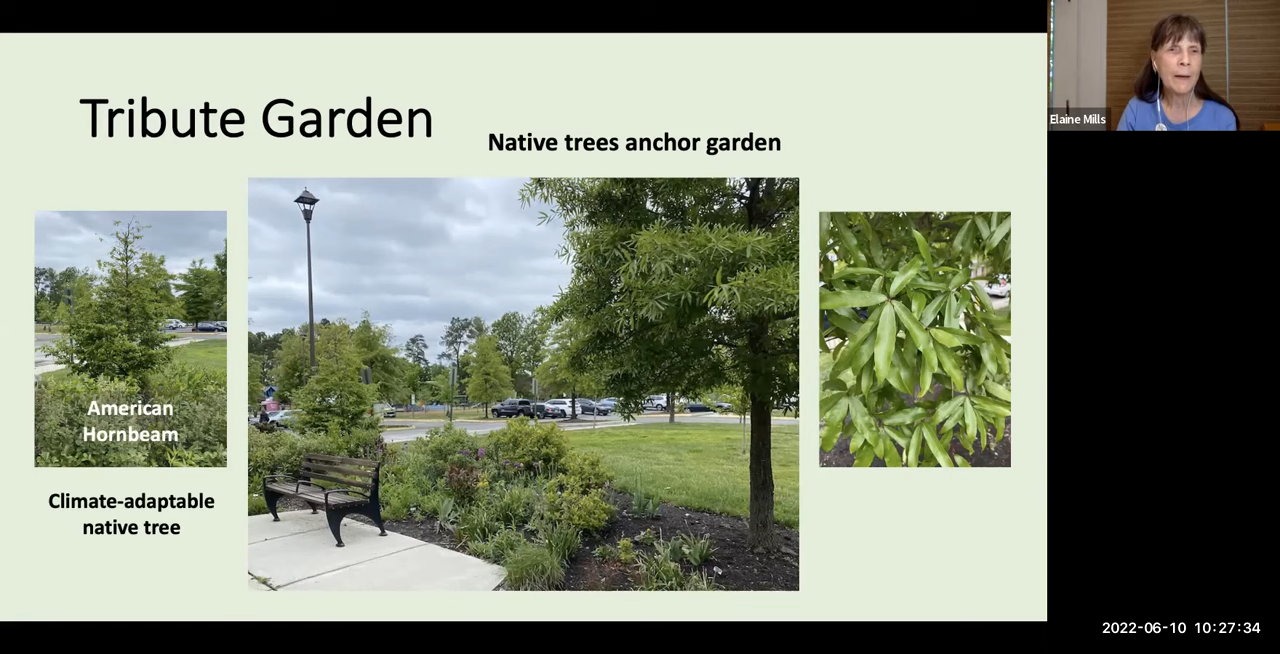 Tribute Garden
Native trees anchor garden
Elaine Mills
American
Hornbeam
Climate-adaptable
native tree
2022-06-10 10:27:34